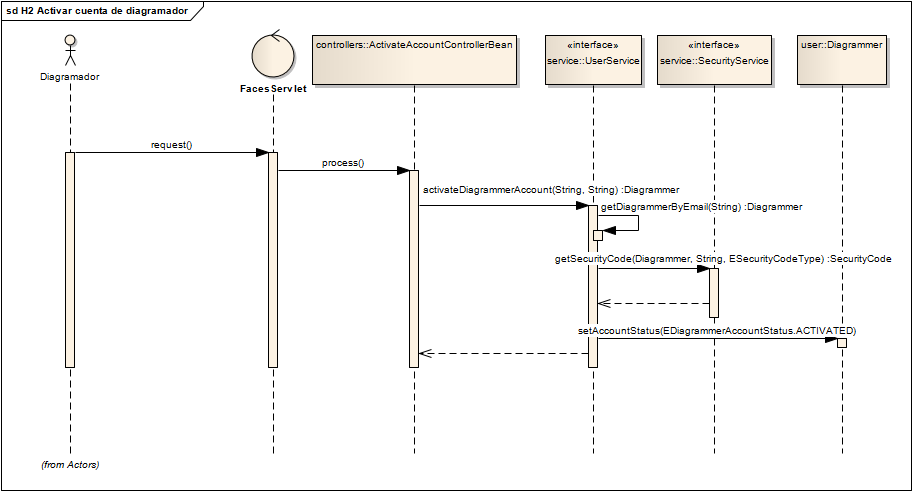 sd H2 Activar cuenta de diagramador
Diagramador
FacesServlet
controllers::ActivateAccountControllerBean
«interface»
service::UserService
«interface»
service::SecurityService
user::Diagrammer
request()
process()
activateDiagrammerAccount(String, String) :Diagrammer
getDiagrammerByEmail(String) :Diagrammer
getSecurityCode(Diagrammer, String, ESecurityCodeType) :SecurityCode
setAccountStatus(EDiagrammerAccountStatus.ACTIVATED)
(from Actors)